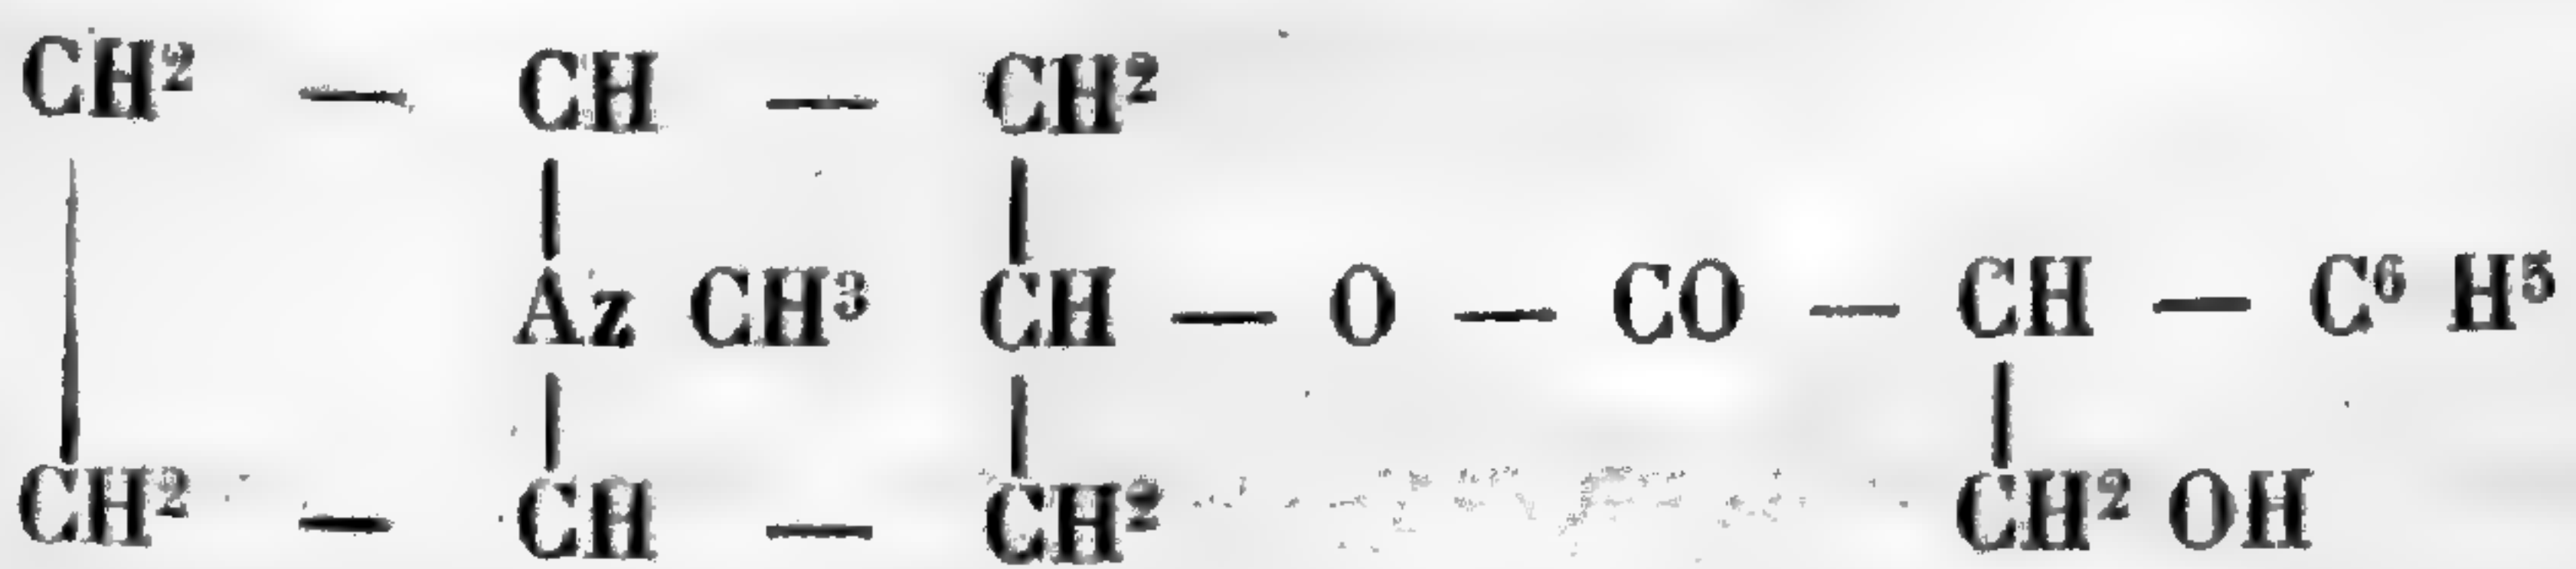 CH² — CH — CH²
Az CH³ CH — O — CO — CH — C⁶ H⁵
CH² — CH — CH² CH² OH